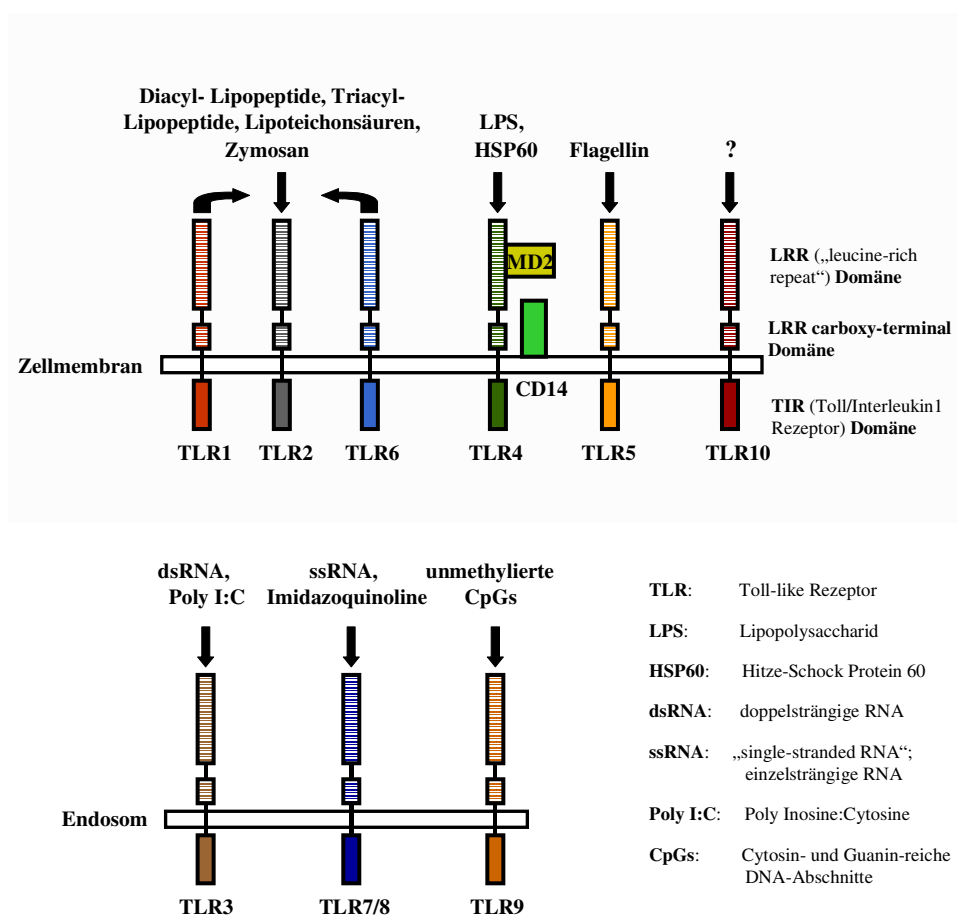 Diacyl- Lipopeptide, Triacyl-
Lipopeptide, Lipoteichonsäuren,
Zymosan
LPS,
HSP60
Flagellin
?
MD2
LRR („leucine-rich
repeat“) Domäne
LRR carboxy-terminal
Domäne
Zellmembran
CD14
TIR (Toll/Interleukin1
Rezeptor) Domäne
TLR1
TLR2
TLR6
TLR4
TLR5
TLR10
dsRNA,
Poly I:C
ssRNA,
Imidazoquinoline
unmethylierte
CpGs
Endosom
TLR3
TLR7/8
TLR9
TLR: Toll-like Rezeptor
LPS: Lipopolysaccharid
HSP60: Hitze-Schock Protein 60
dsRNA: doppelsträngige RNA
ssRNA: „single-stranded RNA“;
einzelsträngige RNA
Poly I:C: Poly Inosine:Cytosine
CpGs: Cytosin- und Guanin-reiche
DNA-Abschnitte